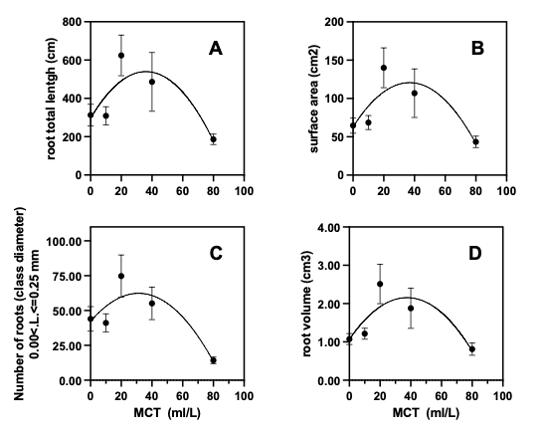 A
root total lentgh (cm)
800
600
400
200
0
0 20 40 60 80 100
B
surface area (cm2)
200
150
100
50
0
0 20 40 60 80 100
C
Number of roots (class diameter)
0.00<.L.<=0.25 mm
100.00
75.00
50.00
25.00
0.00
0 20 40 60 80 100
MCT (ml/L)
D
root volume (cm3)
4.00
3.00
2.00
1.00
0.00
0 20 40 60 80 100
MCT (ml/L)